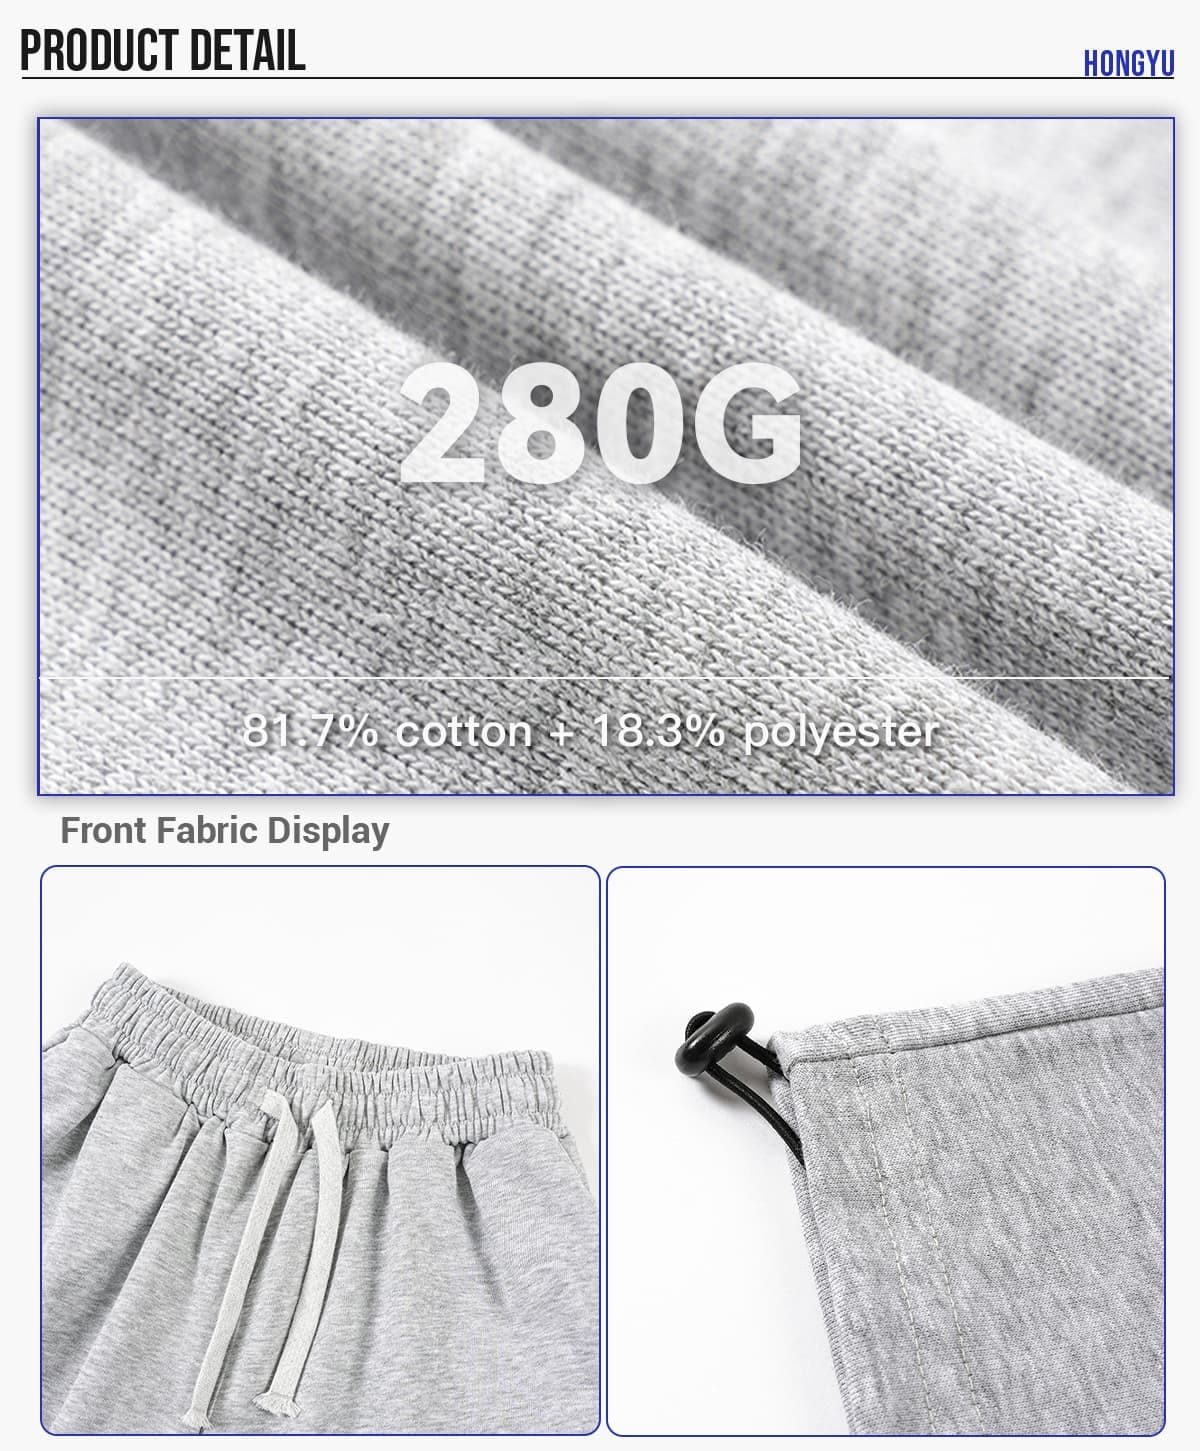 PRODUCT DETAIL
HONGYU
280G
81.7% cotton + 18.3% polyester
Front Fabric Display